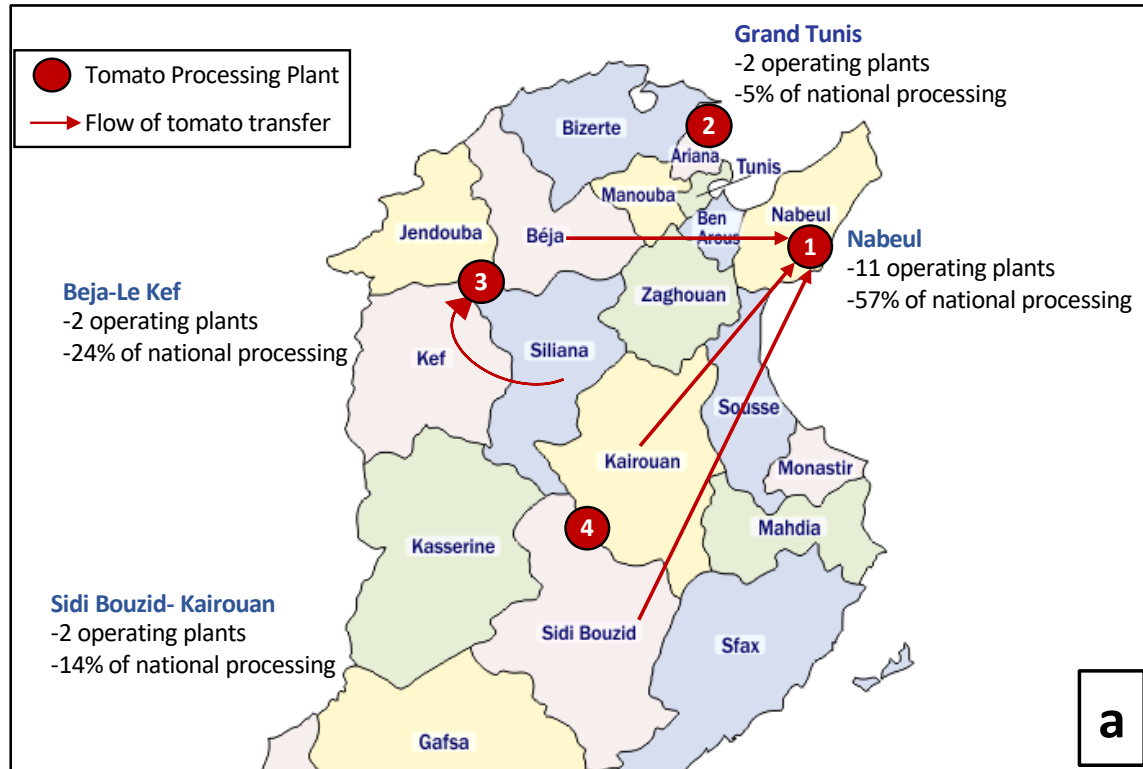 Tomato Processing Plant
Flow of tomato transfer
Grand Tunis
-2 operating plants
-5% of national processing
2
Bizerte
Ariana
Tunis
Manouba
Nabeul
Jendouba
Béja
Ben
Arous
1
Nabeul
-11 operating plants
-57% of national processing
3
Beja-Le Kef
-2 operating plants
-24% of national processing
Zaghouan
Kef
Siliana
Sousse
Kairouan
Monastir
4
Mahdia
Kasserine
Sidi Bouzid- Kairouan
-2 operating plants
-14% of national processing
Sidi Bouzid
Sfax
Gafsa
a